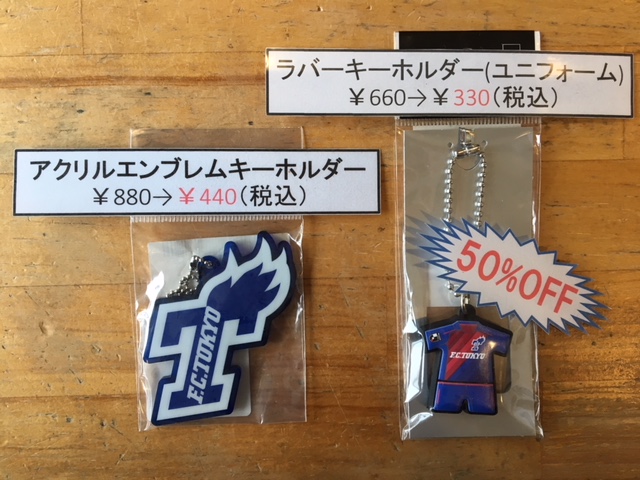 ラバーキーホルダー(ユニフォーム)
￥660→￥330(税込)
アクリルエンブレムキーホルダー
￥880→￥440(税込)
50%OFF
F.C.TOKYO
F.C.TOKYO